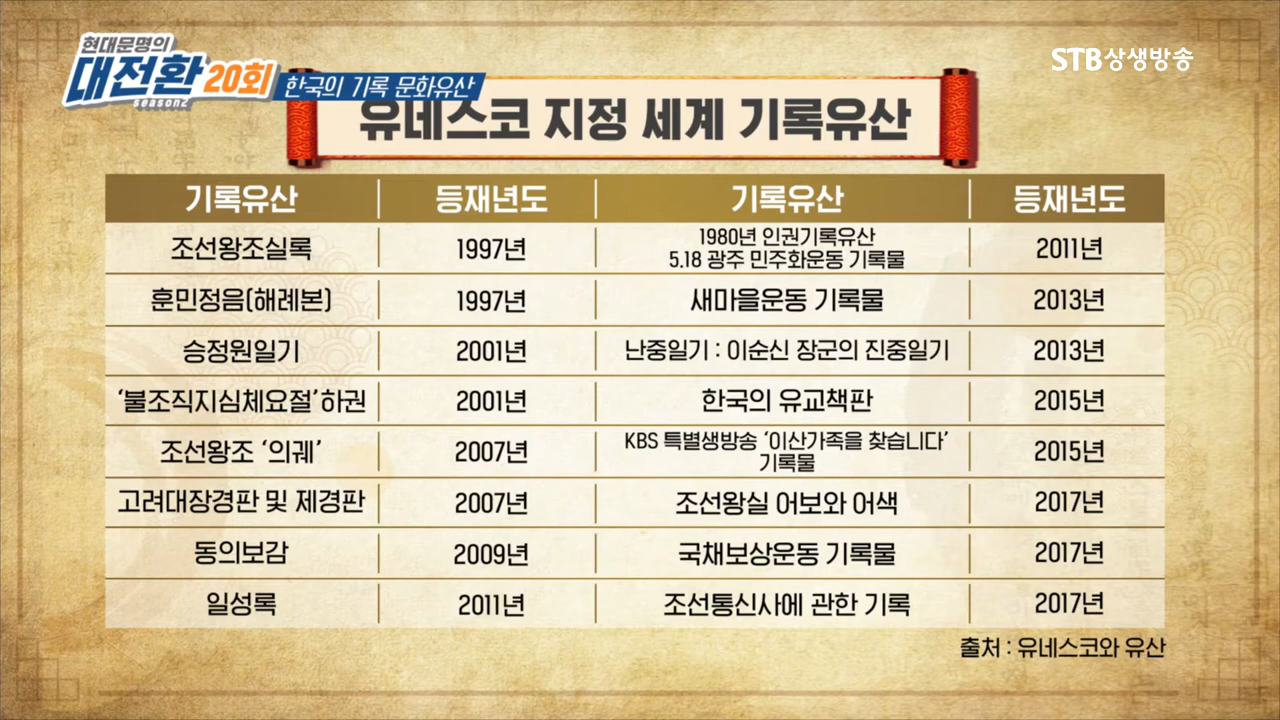 현대문명의
대전환 20회
season2
한국의 기록 문화유산
STB상생방송
유네스코 지정 세계 기록유산
기록유산 등재년도 기록유산 등재년도
조선왕조실록 1997년 1980년 인권기록유산 5.18 광주 민주화운동 기록물 2011년
훈민정음(해례본) 1997년 새마을운동 기록물 2013년
승정원일기 2001년 난중일기 : 이순신 장군의 진중일기 2013년
‘불조직지심체요절’하권 2001년 한국의 유교책판 2015년
조선왕조 ‘의궤’ 2007년 KBS 특별생방송 ‘이산가족을 찾습니다’ 기록물 2015년
고려대장경판 및 제경판 2007년 조선왕실 어보와 어색 2017년
동의보감 2009년 국채보상운동 기록물 2017년
일성록 2011년 조선통신사에 관한 기록 2017년
출처 : 유네스코와 유산